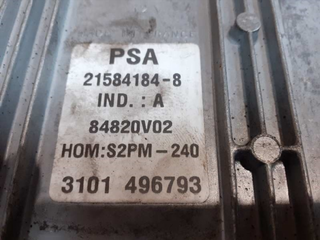 PSA
21584184-8
IND. : A
84820V02
HOM:S2PM-240
3101 496793